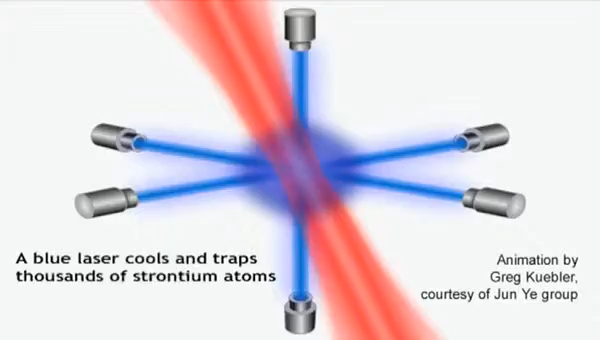 A blue laser cools and traps
thousands of strontium atoms
Animation by
Greg Kuebler,
courtesy of Jun Ye group